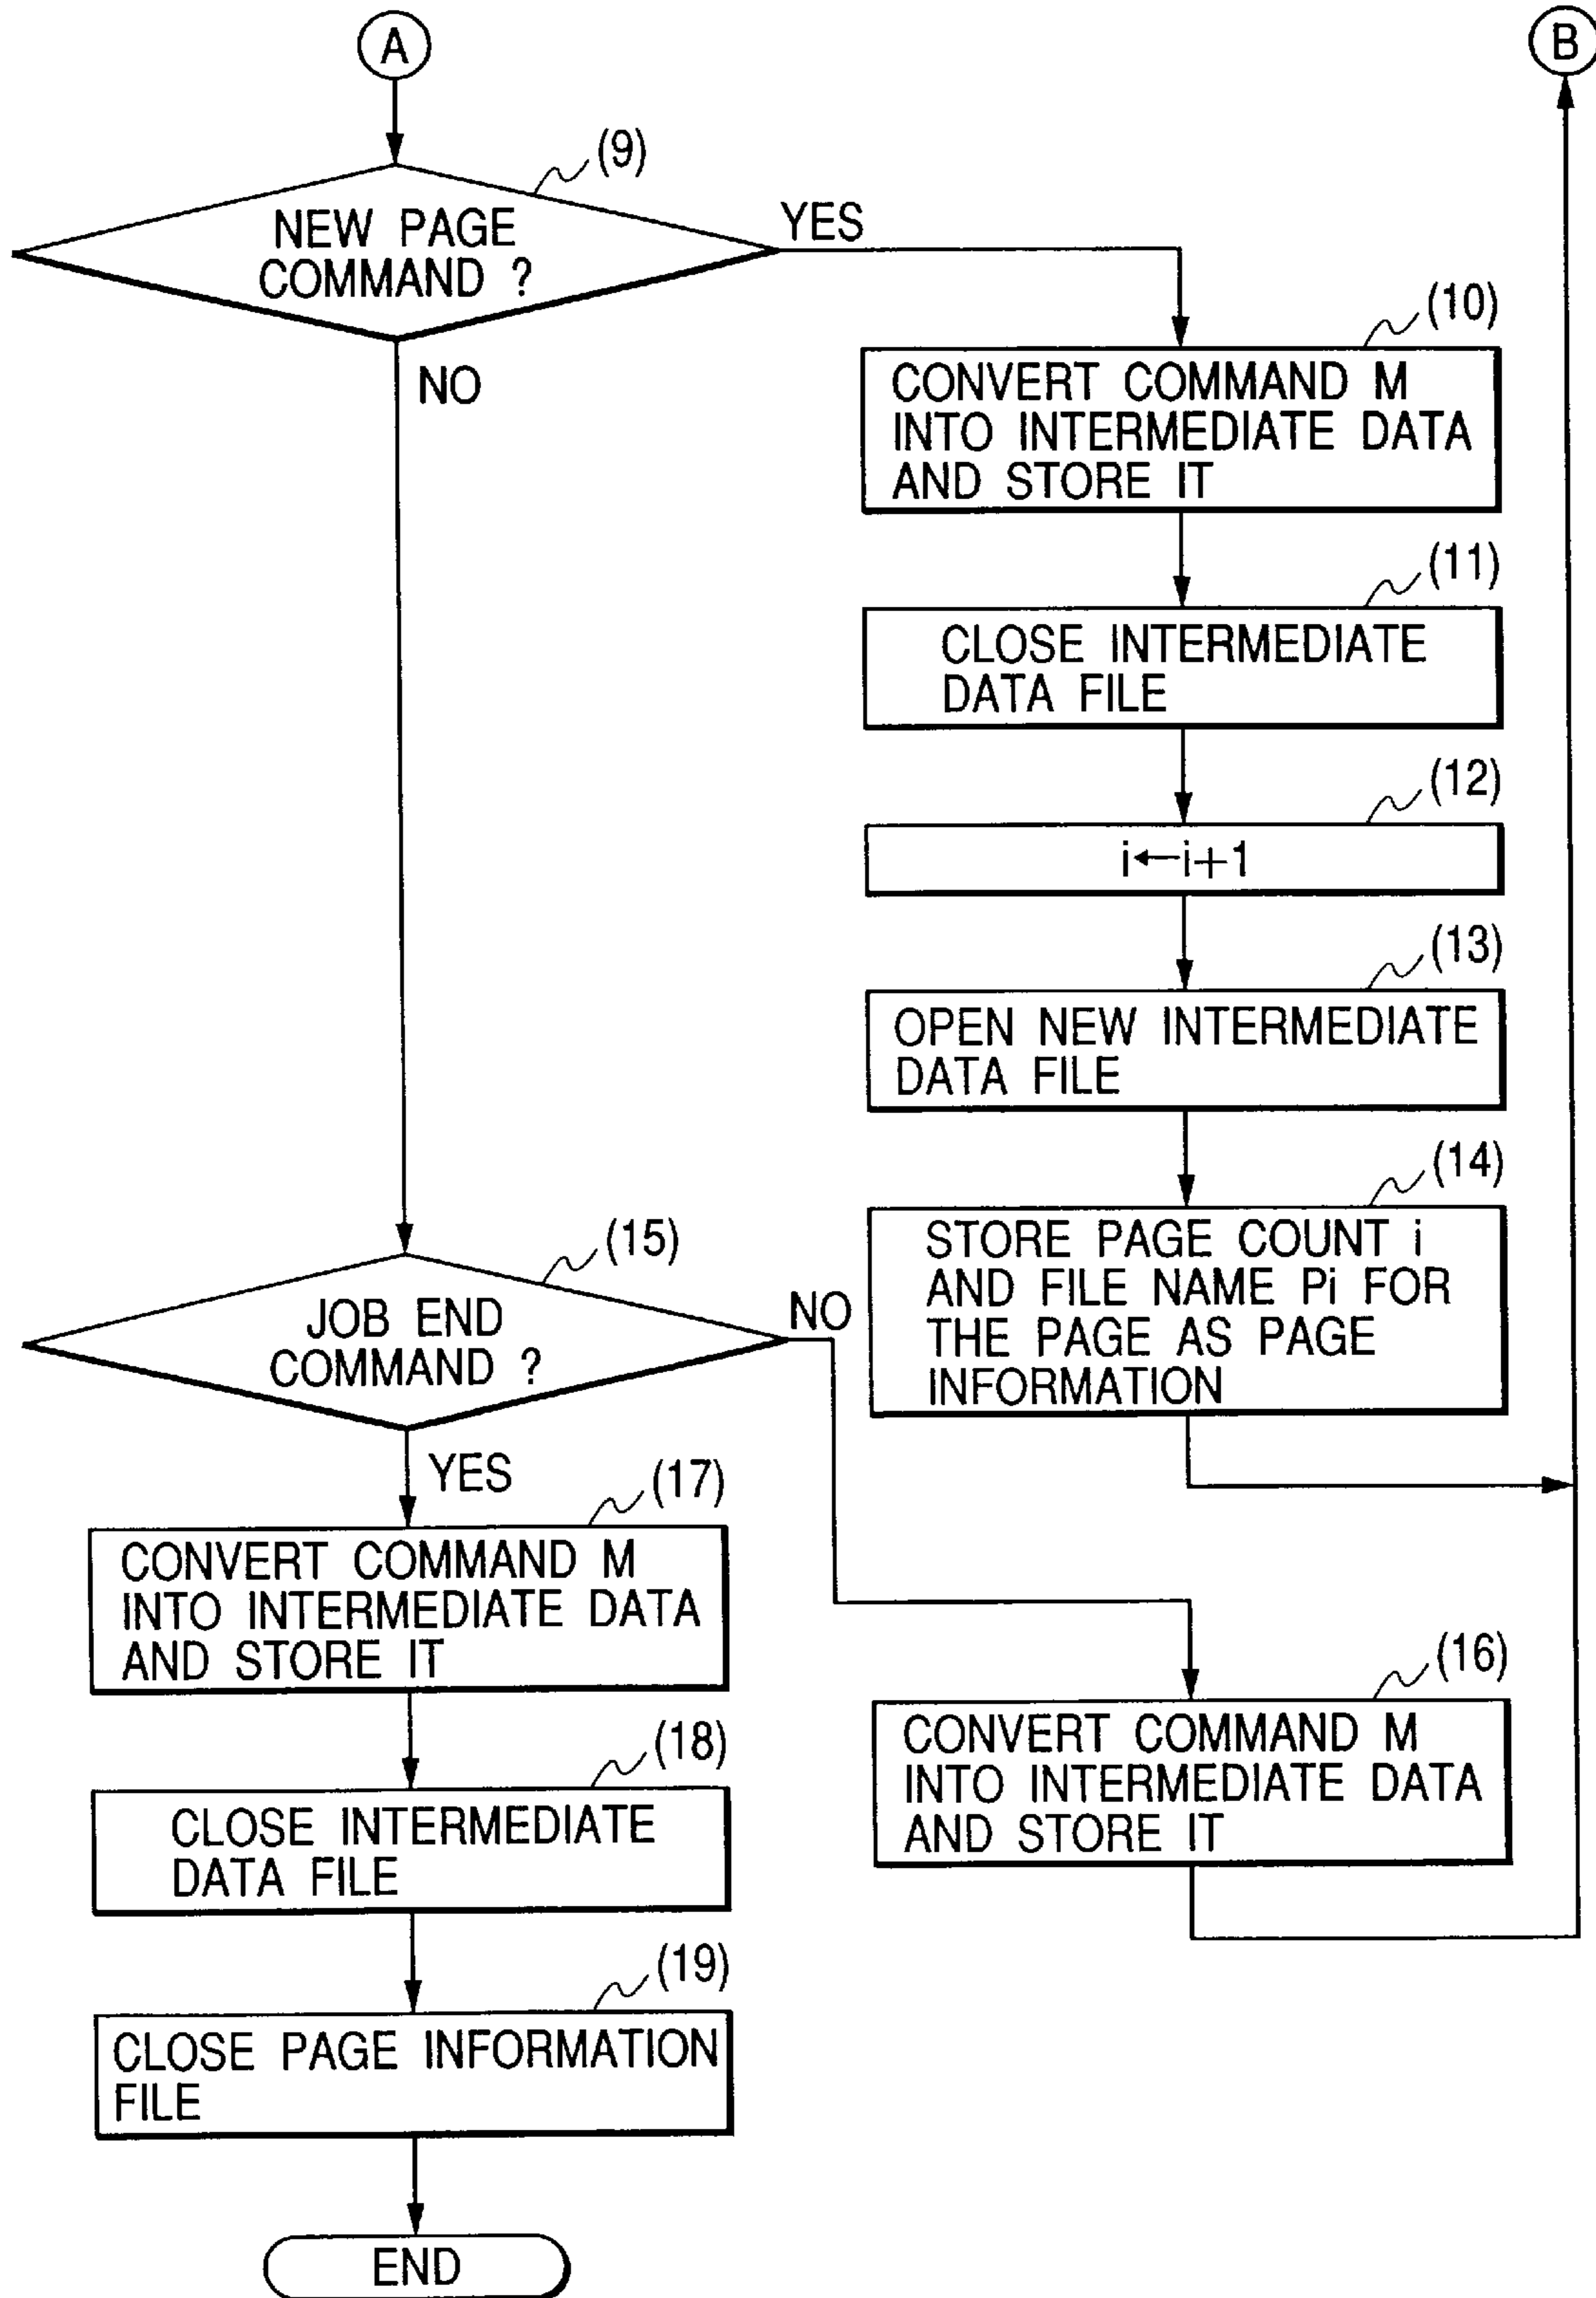 A
B
(9)
NEW PAGE
COMMAND ?
YES
NO
(10)
CONVERT COMMAND M
INTO INTERMEDIATE DATA
AND STORE IT
(11)
CLOSE INTERMEDIATE
DATA FILE
(12)
i←i+1
(13)
OPEN NEW INTERMEDIATE
DATA FILE
(14)
STORE PAGE COUNT i
AND FILE NAME Pi FOR
THE PAGE AS PAGE
INFORMATION
(15)
JOB END
COMMAND ?
NO
YES
(17)
CONVERT COMMAND M
INTO INTERMEDIATE DATA
AND STORE IT
(16)
CONVERT COMMAND M
INTO INTERMEDIATE DATA
AND STORE IT
(18)
CLOSE INTERMEDIATE
DATA FILE
(19)
CLOSE PAGE INFORMATION
FILE
END